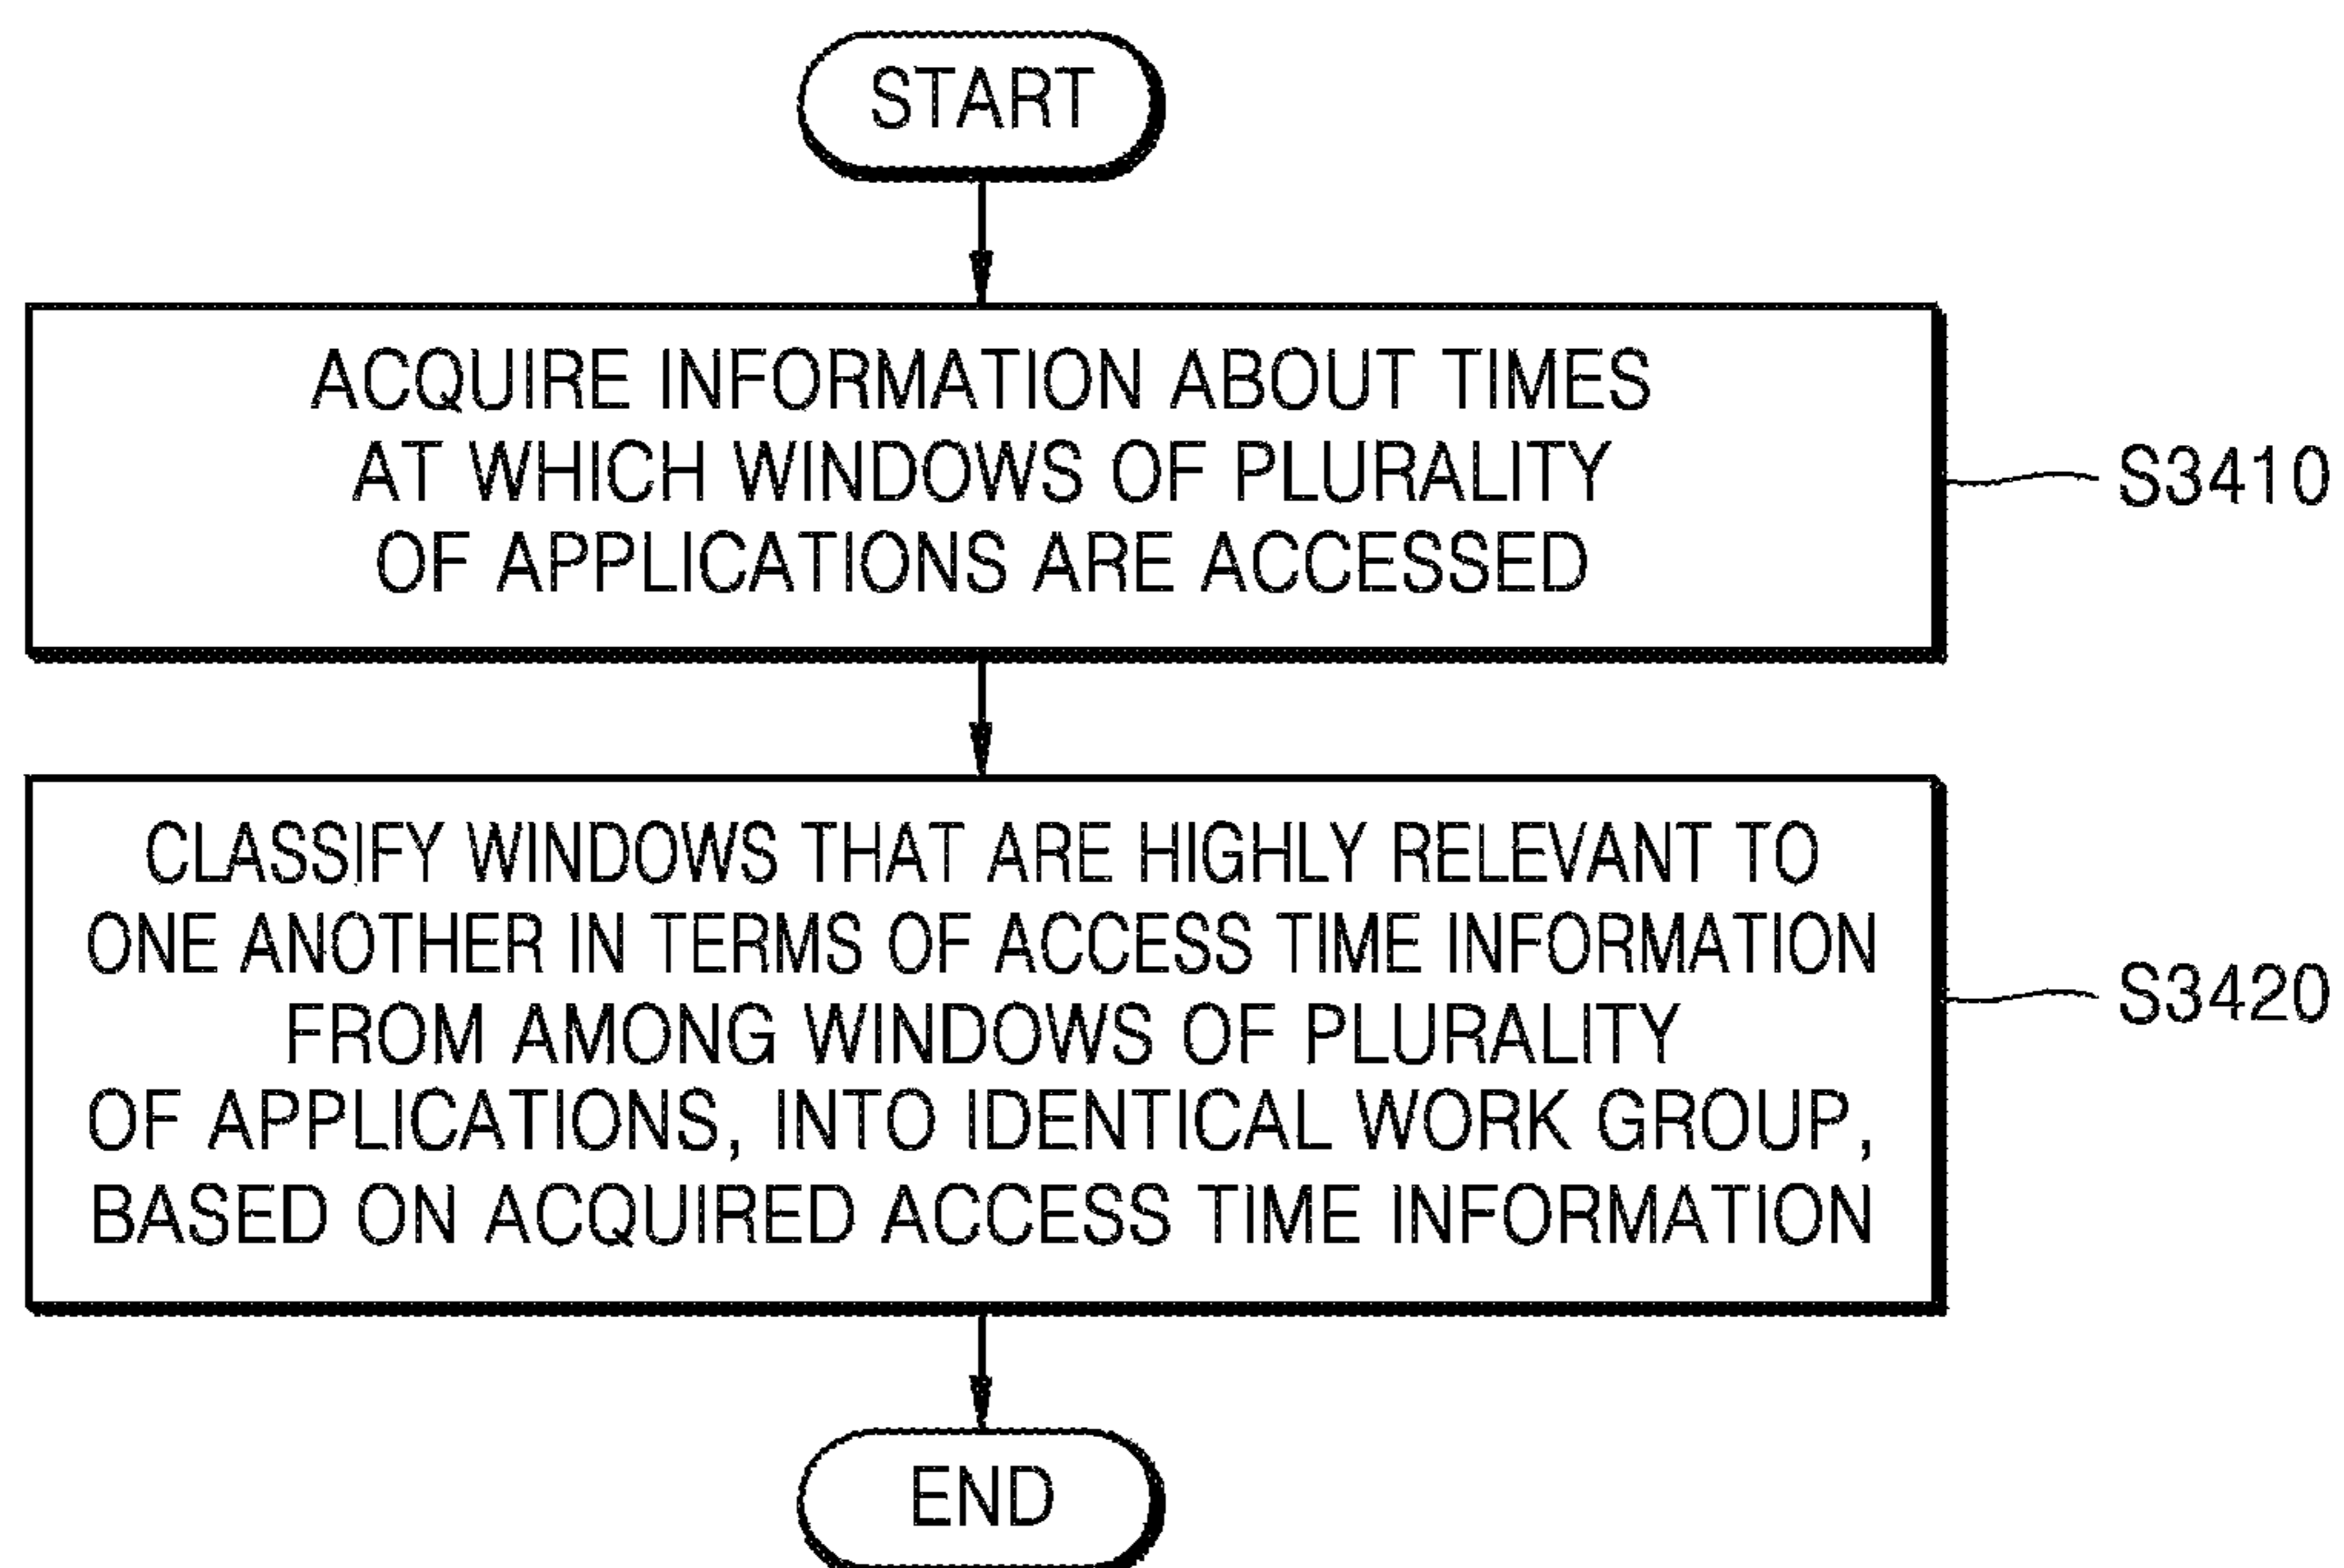 START
ACQUIRE INFORMATION ABOUT TIMES
AT WHICH WINDOWS OF PLURALITY
OF APPLICATIONS ARE ACCESSED
S3410
CLASSIFY WINDOWS THAT ARE HIGHLY RELEVANT TO
ONE ANOTHER IN TERMS OF ACCESS TIME INFORMATION
FROM AMONG WINDOWS OF PLURALITY
OF APPLICATIONS, INTO IDENTICAL WORK GROUP,
BASED ON ACQUIRED ACCESS TIME INFORMATION
S3420
END